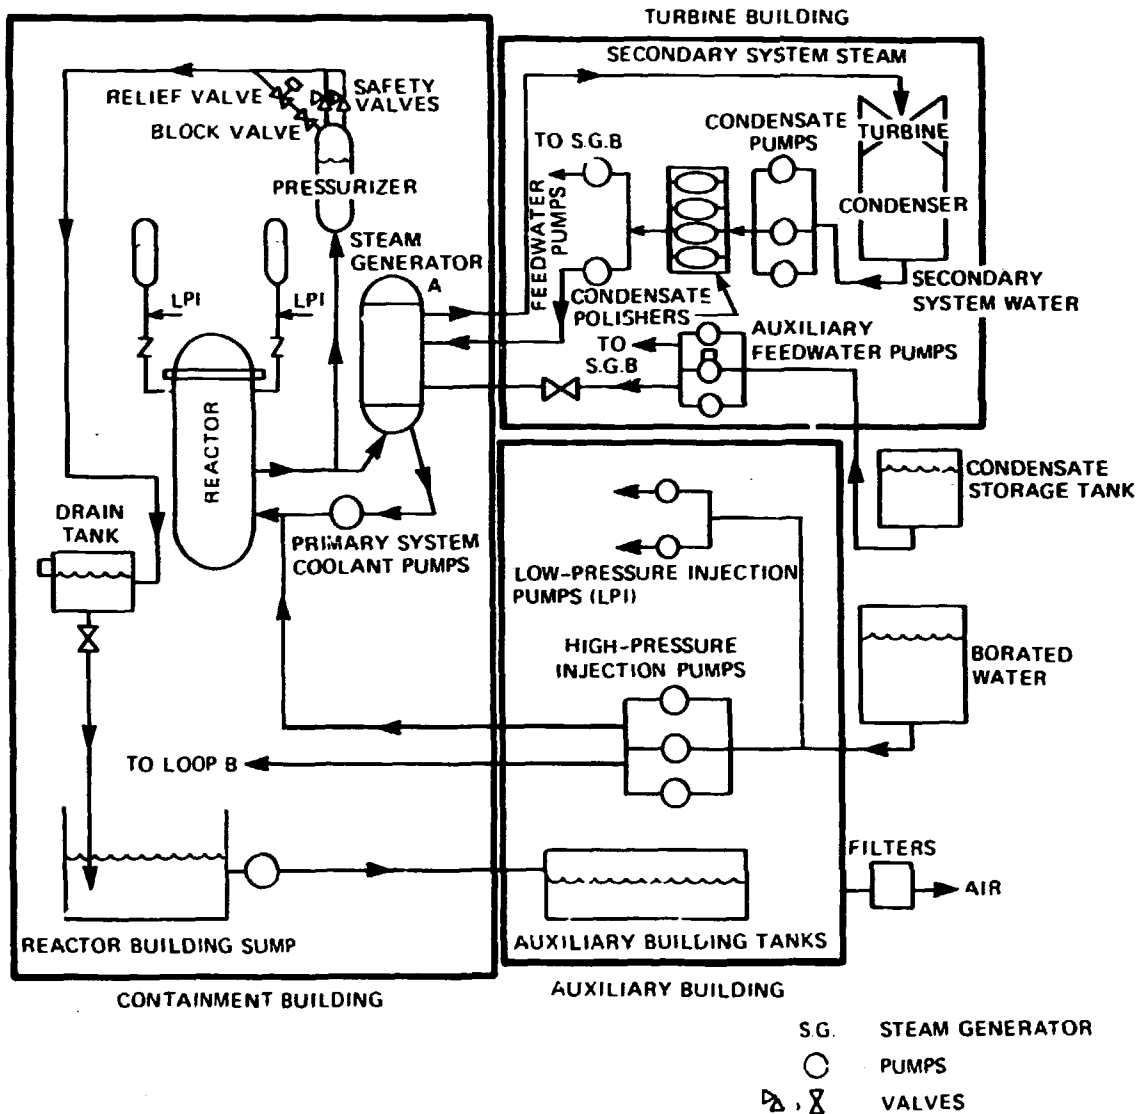 TURBINE BUILDING
SECONDARY SYSTEM STEAM
RELIEF VALVE
SAFETY
VALVES
BLOCK VALVE
PRESSURIZER
CONDENSATE
PUMPS
TURBINE
TO S.G.B
FEEDWATER
PUMPS
CONDENSER
STEAM
GENERATOR
A
LPI
LPI
CONDENSATE
POLISHERS
SECONDARY
SYSTEM WATER
AUXILIARY
FEEDWATER PUMPS
TO
S.G.B
REACTOR
CONDENSATE
STORAGE TANK
DRAIN
TANK
PRIMARY SYSTEM
COOLANT PUMPS
LOW-PRESSURE INJECTION
PUMPS (LPI)
HIGH-PRESSURE
INJECTION PUMPS
BORATED
WATER
TO LOOP B
FILTERS
AIR
REACTOR BUILDING SUMP
AUXILIARY BUILDING TANKS
CONTAINMENT BUILDING
AUXILIARY BUILDING
S.G. STEAM GENERATOR
PUMPS
, VALVES